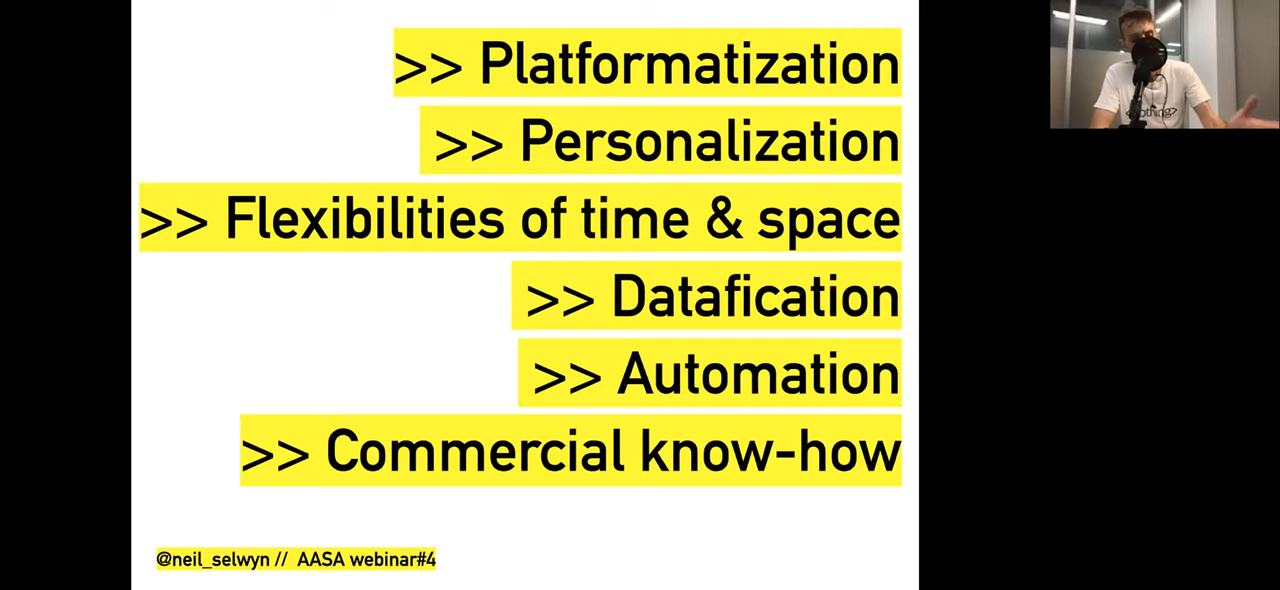 >> Platformatization
>> Personalization
>> Flexibilities of time & space
>> Datafication
>> Automation
>> Commercial know-how
@neil_selwyn // AASA webinar#4